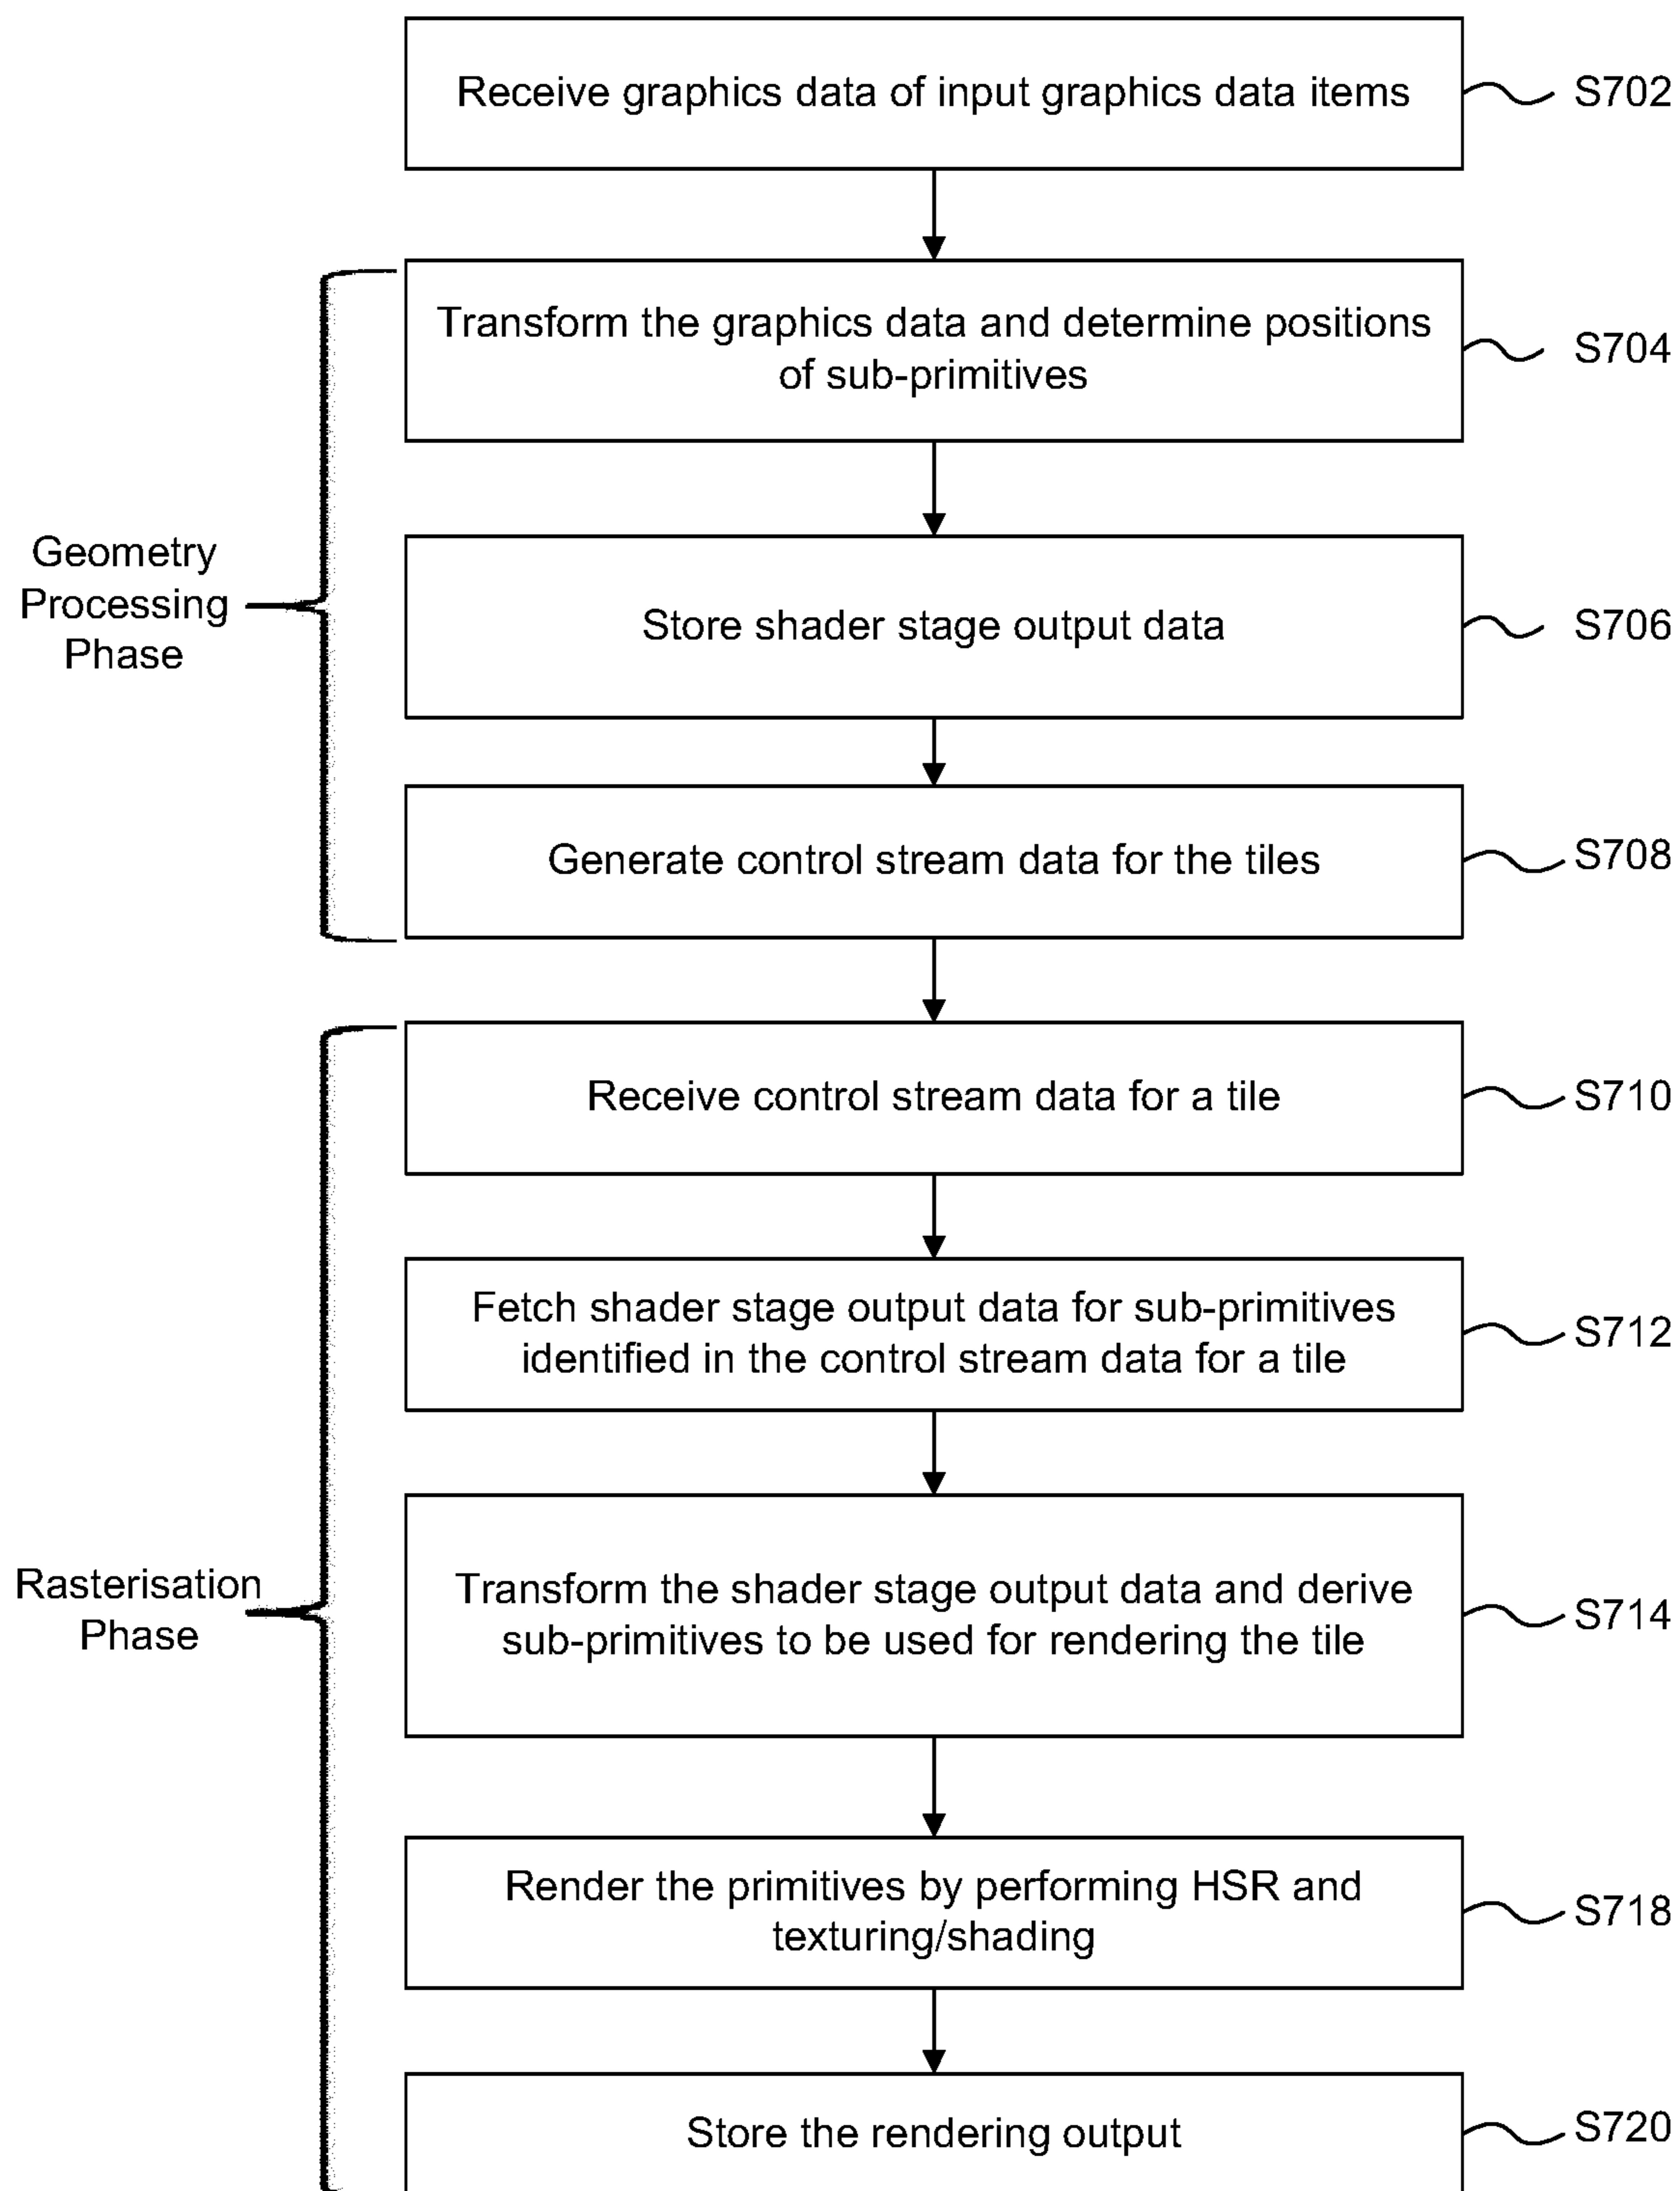 Receive graphics data of input graphics data items
S702
Transform the graphics data and determine positions
of sub-primitives
S704
Geometry
Processing
Phase
Store shader stage output data
S706
Generate control stream data for the tiles
S708
Receive control stream data for a tile
S710
Fetch shader stage output data for sub-primitives
identified in the control stream data for a tile
S712
Rasterisation
Phase
Transform the shader stage output data and derive
sub-primitives to be used for rendering the tile
S714
Render the primitives by performing HSR and
texturing/shading
S718
Store the rendering output
S720